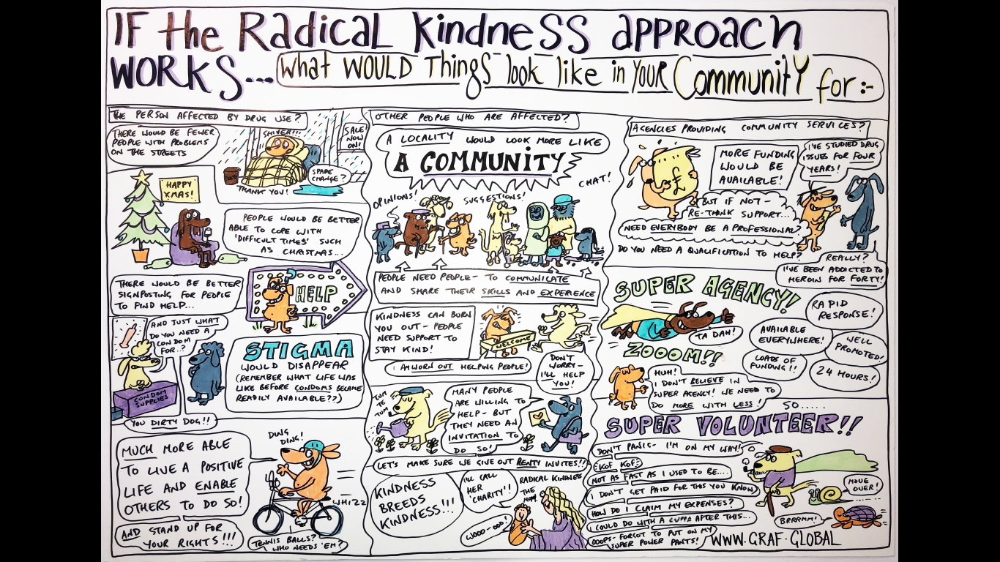 IF the Radical Kindness approach
WORKS... What WOULD Things look like in YOUR Community for:-
THE PERSON AFFECTED BY DRUG USE?
THERE WOULD BE FEWER
PEOPLE WITH PROBLEMS
ON THE STREETS
SHIVER!!!
SALE
NOW
ON!
SPARE
CHANGE?
THANK YOU!
HAPPY
XMAS!
PEOPLE WOULD BE BETTER
ABLE TO COPE WITH
'DIFFICULT TIMES' SUCH
AS CHRISTMAS...
THERE WOULD BE BETTER
SIGNPOSTING FOR PEOPLE
TO FIND HELP...
HELP
AND JUST WHAT
DO YOU NEED A
CONDOM
FOR..?
CONDOM
SUPPLIES
YOU DIRTY DOG!!
STIGMA
WOULD DISAPPEAR
(REMEMBER WHAT LIFE WAS
LIKE BEFORE CONDOMS BECAME
READILY AVAILABLE??)
MUCH MORE ABLE
TO LIVE A POSITIVE
LIFE AND ENABLE
OTHERS TO DO SO!
AND STAND UP FOR
YOUR RIGHTS!!!
DING
DING!
WHIZZ
TENNIS BALLS?
WHO NEEDS 'EM?
OTHER PEOPLE WHO ARE AFFECTED?
A LOCALITY WOULD LOOK MORE LIKE
A COMMUNITY
CHAT!
OPINIONS!
SUGGESTIONS!
PEOPLE NEED PEOPLE- TO COMMUNICATE
AND SHARE THEIR SKILLS AND EXPERIENCE
KINDNESS CAN BURN
YOU OUT- PEOPLE
NEED SUPPORT TO
STAY KIND!
WELCOME
I AM WORN OUT HELPING PEOPLE!
DON'T
WORRY-
I'LL HELP
YOU!
TUM
TE
TUM
MANY PEOPLE
ARE WILLING TO
HELP- BUT
THEY NEED AN
INVITATION TO
DO SO!
LET'S MAKE SURE WE GIVE OUT PLENTY INVITES!!
KINDNESS
BREEDS
KINDNESS!!!
I'LL CALL
HER
CHARITY!!
RADICAL KINDNESS
THE
MUM.
WOOO-OOO!
AGENCIES PROVIDING COMMUNITY SERVICES?
£
MORE FUNDING
WOULD BE
AVAILABLE!
I'VE STUDIED DRUG
ISSUES FOR FOUR
YEARS!
BUT IF NOT-
RE-THINK SUPPORT...
NEED EVERYBODY BE A PROFESSIONAL?
DO YOU NEED A QUALIFICATION TO HELP?
REALLY?
I'VE BEEN ADDICTED TO
HEROIN FOR FORTY!
SUPER AGENCY!
TA DAH!
RAPID
RESPONSE!
AVAILABLE
EVERYWHERE!
WELL
PROMOTED!
LOADS OF
FUNDING!!
24 HOURS!
ZOOOM!!
HUH!
I DON'T BELIEVE IN
SUPER AGENCY! WE NEED TO
DO MORE WITH LESS!
SO.....
SUPER VOLUNTEER!!
DON'T PANIC- I'M ON MY WAY!
KOF KOF
NOT AS FAST AS I USED TO BE...
I DON'T GET PAID FOR THIS YOU KNOW
HOW DO I CLAIM MY EXPENSES?
COULD DO WITH A CUPPA AFTER THIS...
OOOPS- FORGOT TO PUT ON MY
SUPER POWER PANTS!
MOVE
OVER!
BRRRMM!
WWW.GRAF.GLOBAL